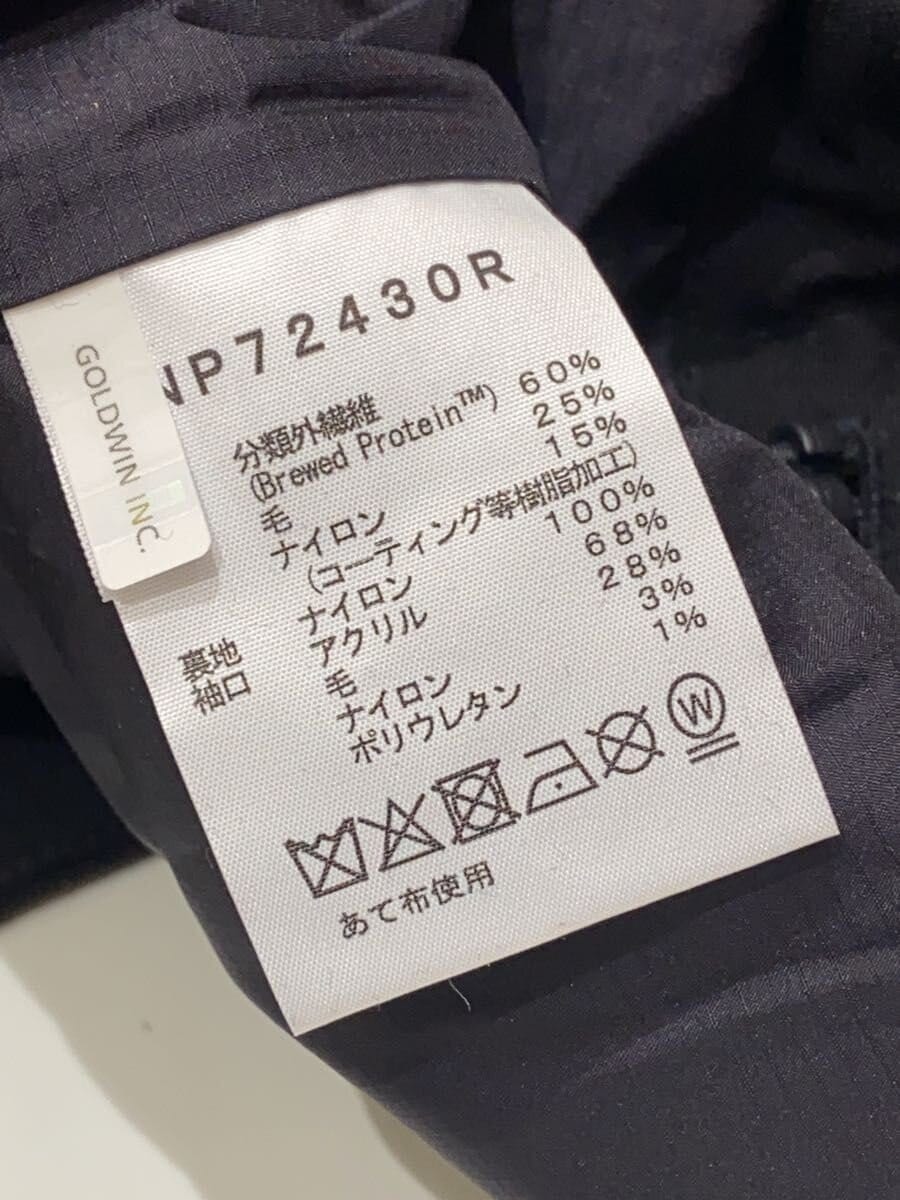 NP72430R
GOLDWIN INC.
分類外繊維 60%
(Brewed Protein™) 25%
毛 15%
ナイロン
(コーティング等樹脂加工)
裏地 ナイロン 100%
袖口 アクリル 68%
毛 28%
ナイロン 3%
ポリウレタン 1%
W
あて布使用